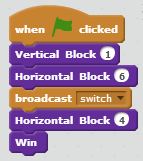 when clicked
Vertical Block 1
Horizontal Block 6
broadcast switch
Horizontal Block 4
Win